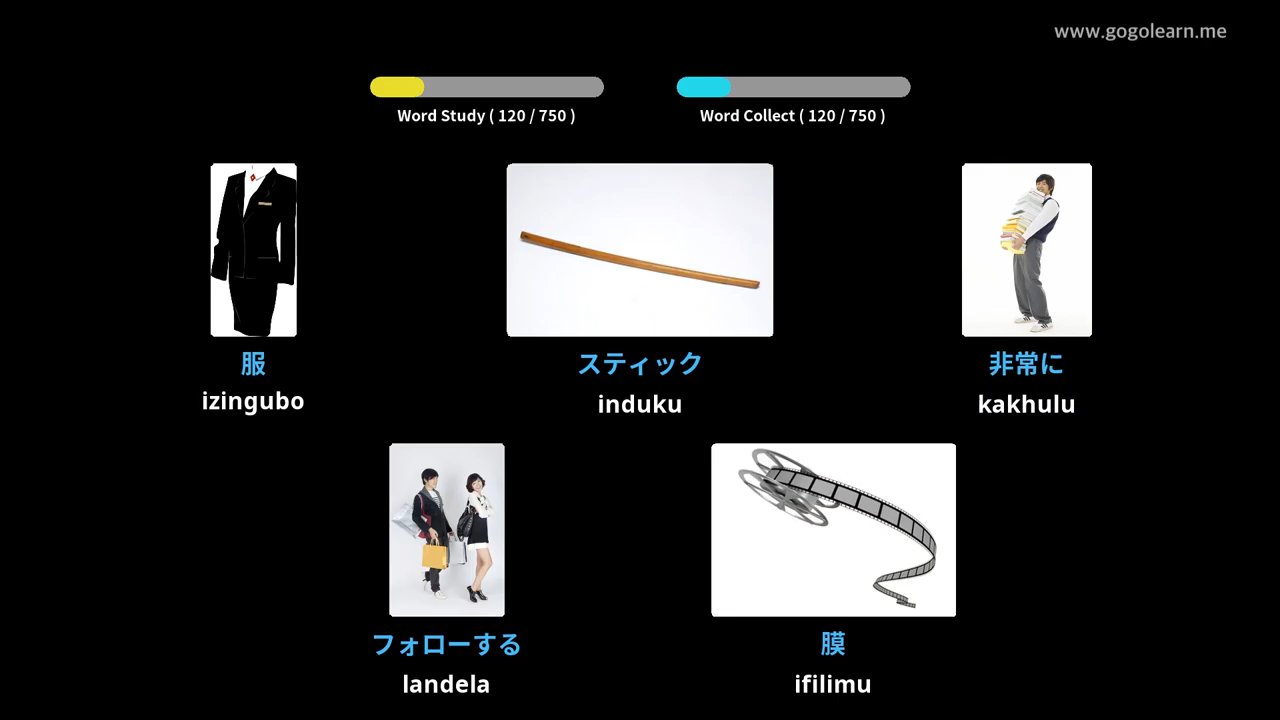 www.gogolearn.me
Word Study ( 120 / 750 )
Word Collect ( 120 / 750 )
服
スティック
非常に
izingubo
induku
kakhulu
フォローする
膜
landela
ifilimu